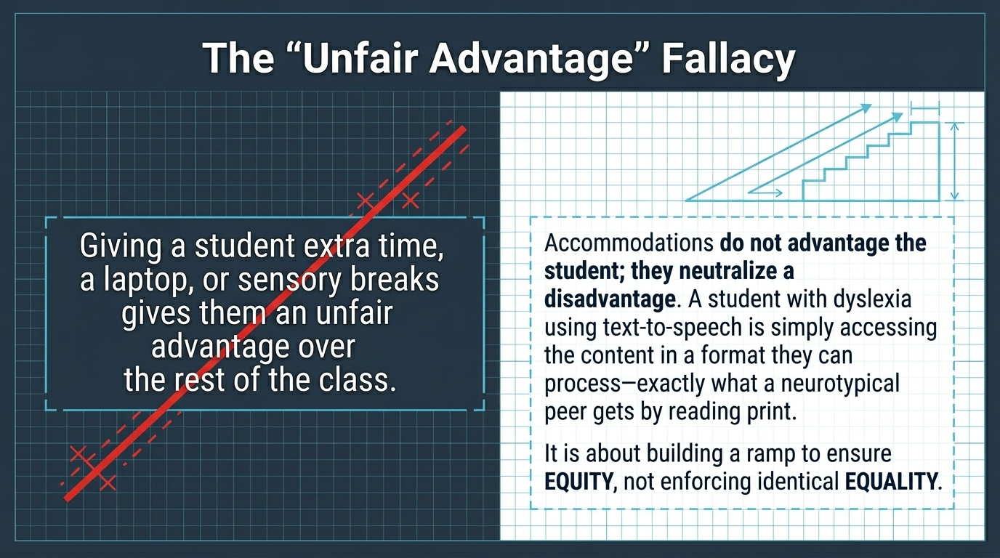 The “Unfair Advantage” Fallacy
Giving a student extra time,
a laptop, or sensory breaks
gives them an unfair
advantage over
the rest of the class.
Accommodations do not advantage the
student; they neutralize a
disadvantage. A student with dyslexia
using text-to-speech is simply accessing
the content in a format they can
process—exactly what a neurotypical
peer gets by reading print.
It is about building a ramp to ensure
EQUITY, not enforcing identical EQUALITY.